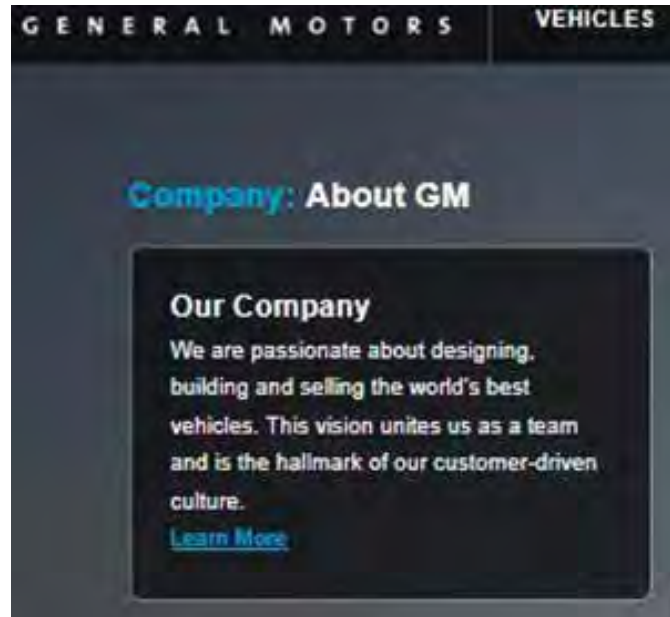 GENERAL MOTORS
VEHICLES
Company: About GM
Our Company
We are passionate about designing,
building and selling the world's best
vehicles. This vision unites us as a team
and is the hallmark of our customer-driven
culture.
Learn More